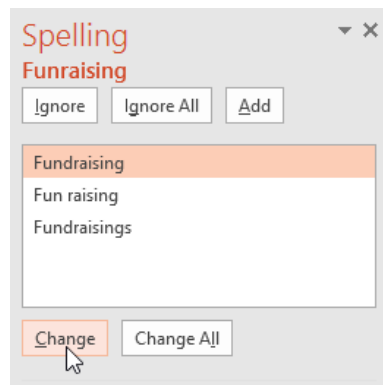 Spelling
Funraising
Ignore Ignore All Add
Fundraising
Fun raising
Fundraisings
Change Change All